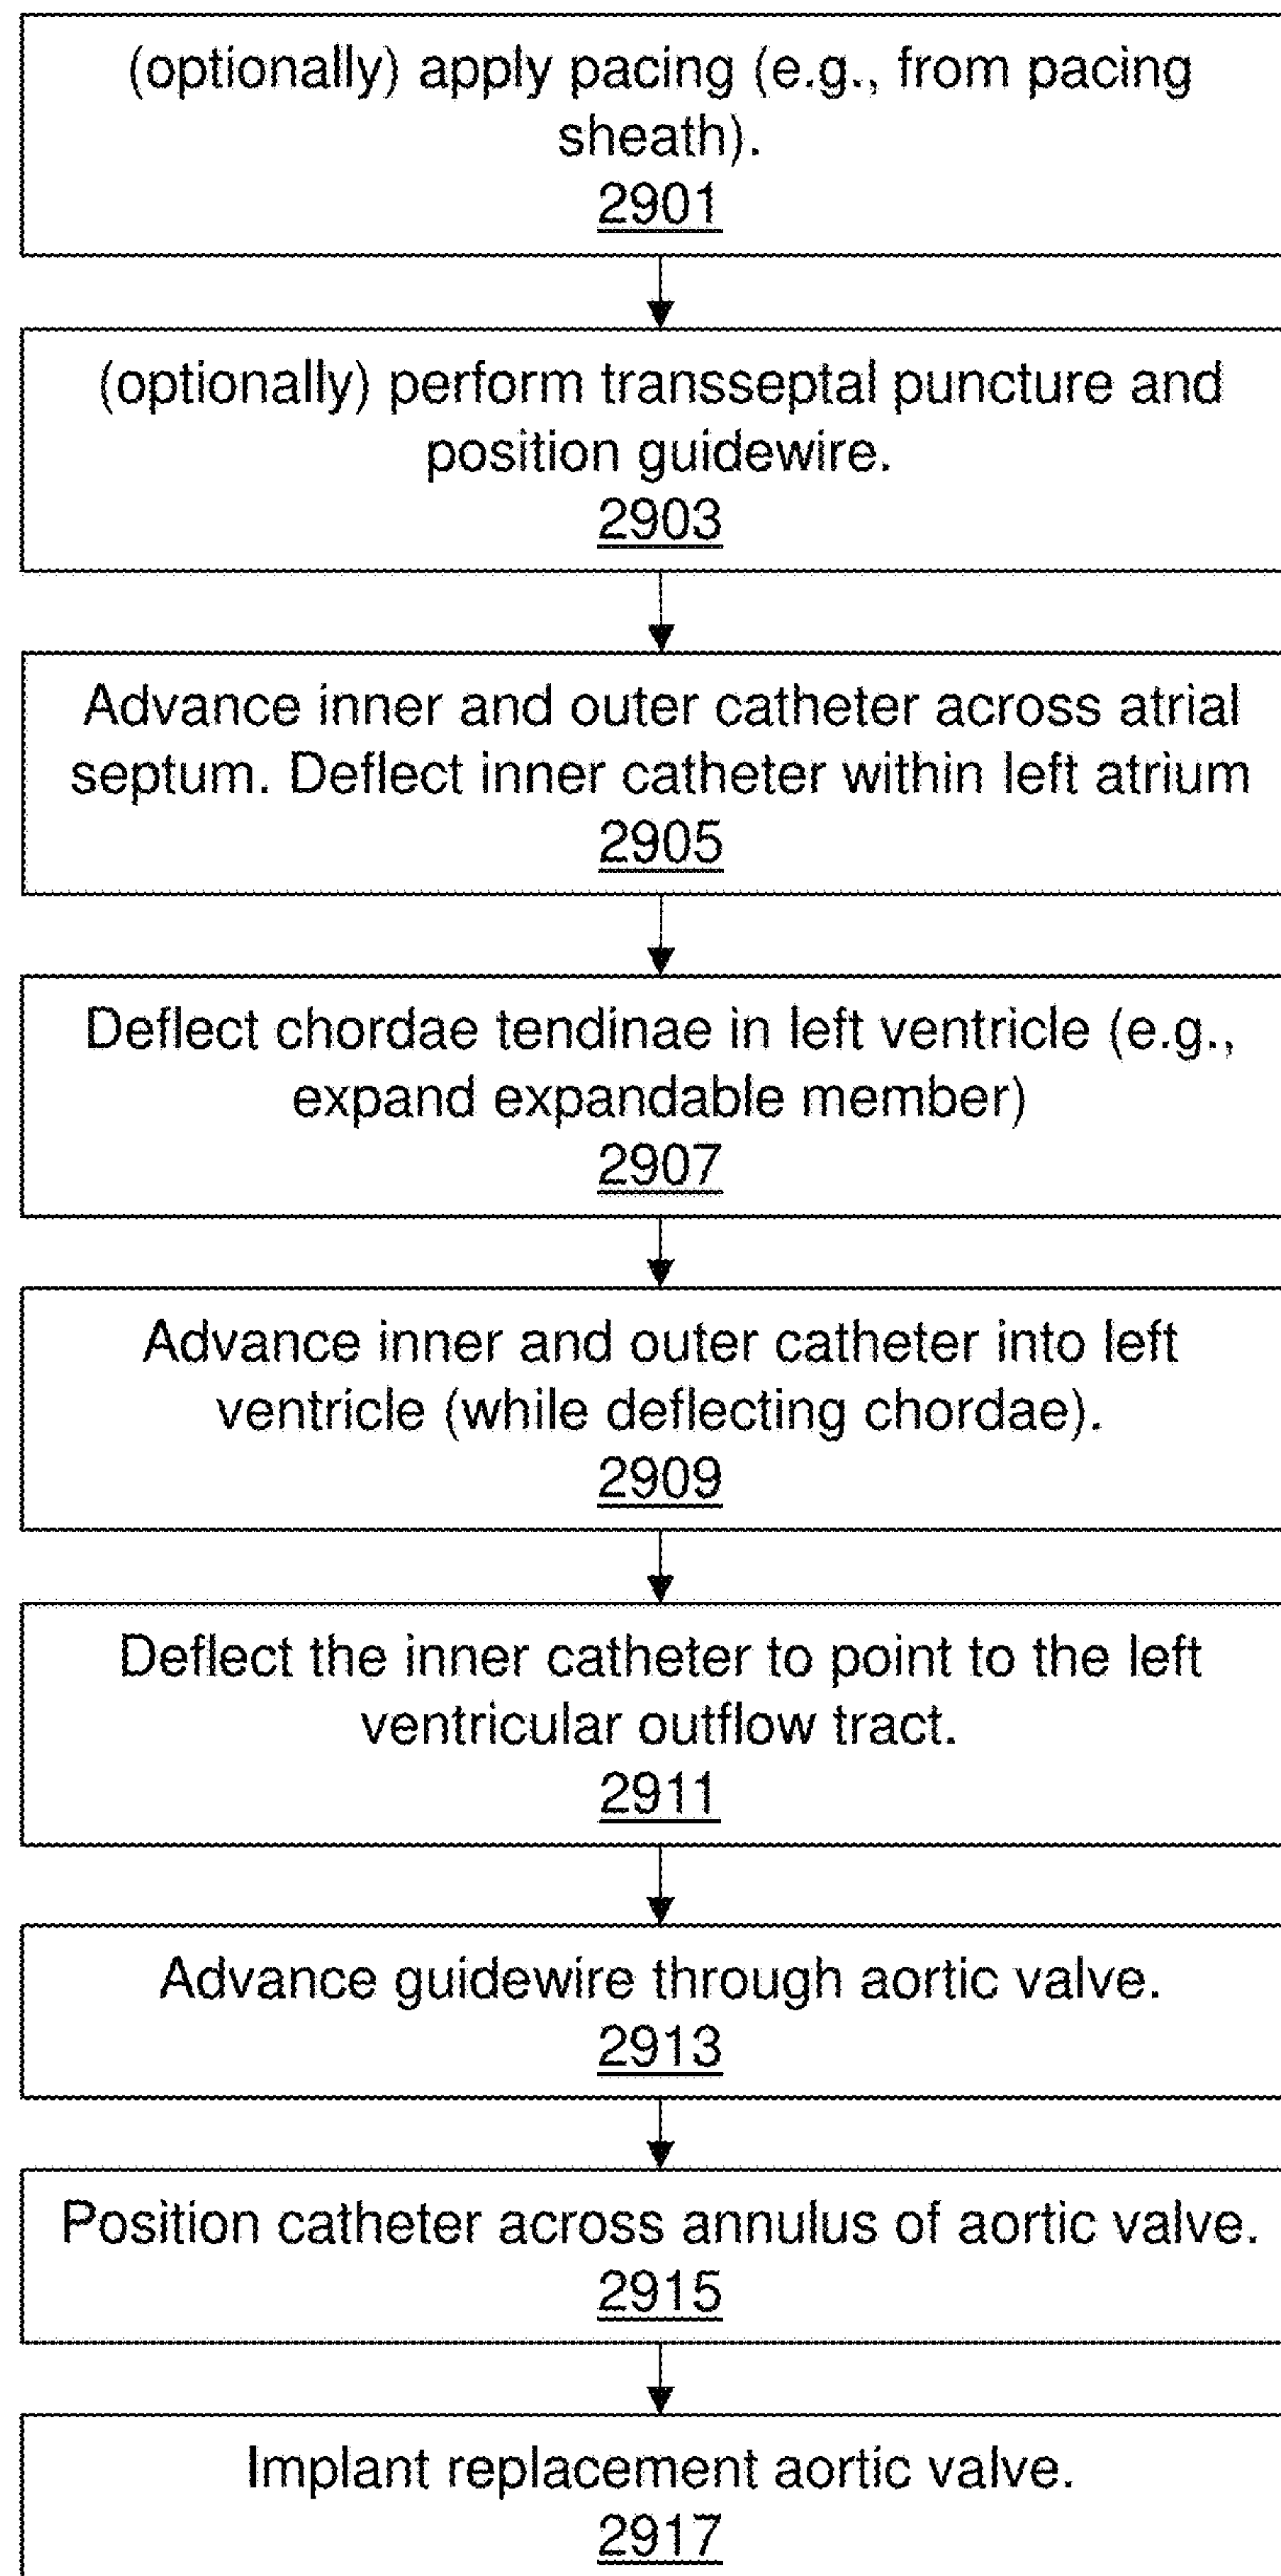 (optionally) apply pacing (e.g., from pacing
sheath).
2901
(optionally) perform transseptal puncture and
position guidewire.
2903
Advance inner and outer catheter across atrial
septum. Deflect inner catheter within left atrium
2905
Deflect chordae tendinae in left ventricle (e.g.,
expand expandable member)
2907
Advance inner and outer catheter into left
ventricle (while deflecting chordae).
2909
Deflect the inner catheter to point to the left
ventricular outflow tract.
2911
Advance guidewire through aortic valve.
2913
Position catheter across annulus of aortic valve.
2915
Implant replacement aortic valve.
2917